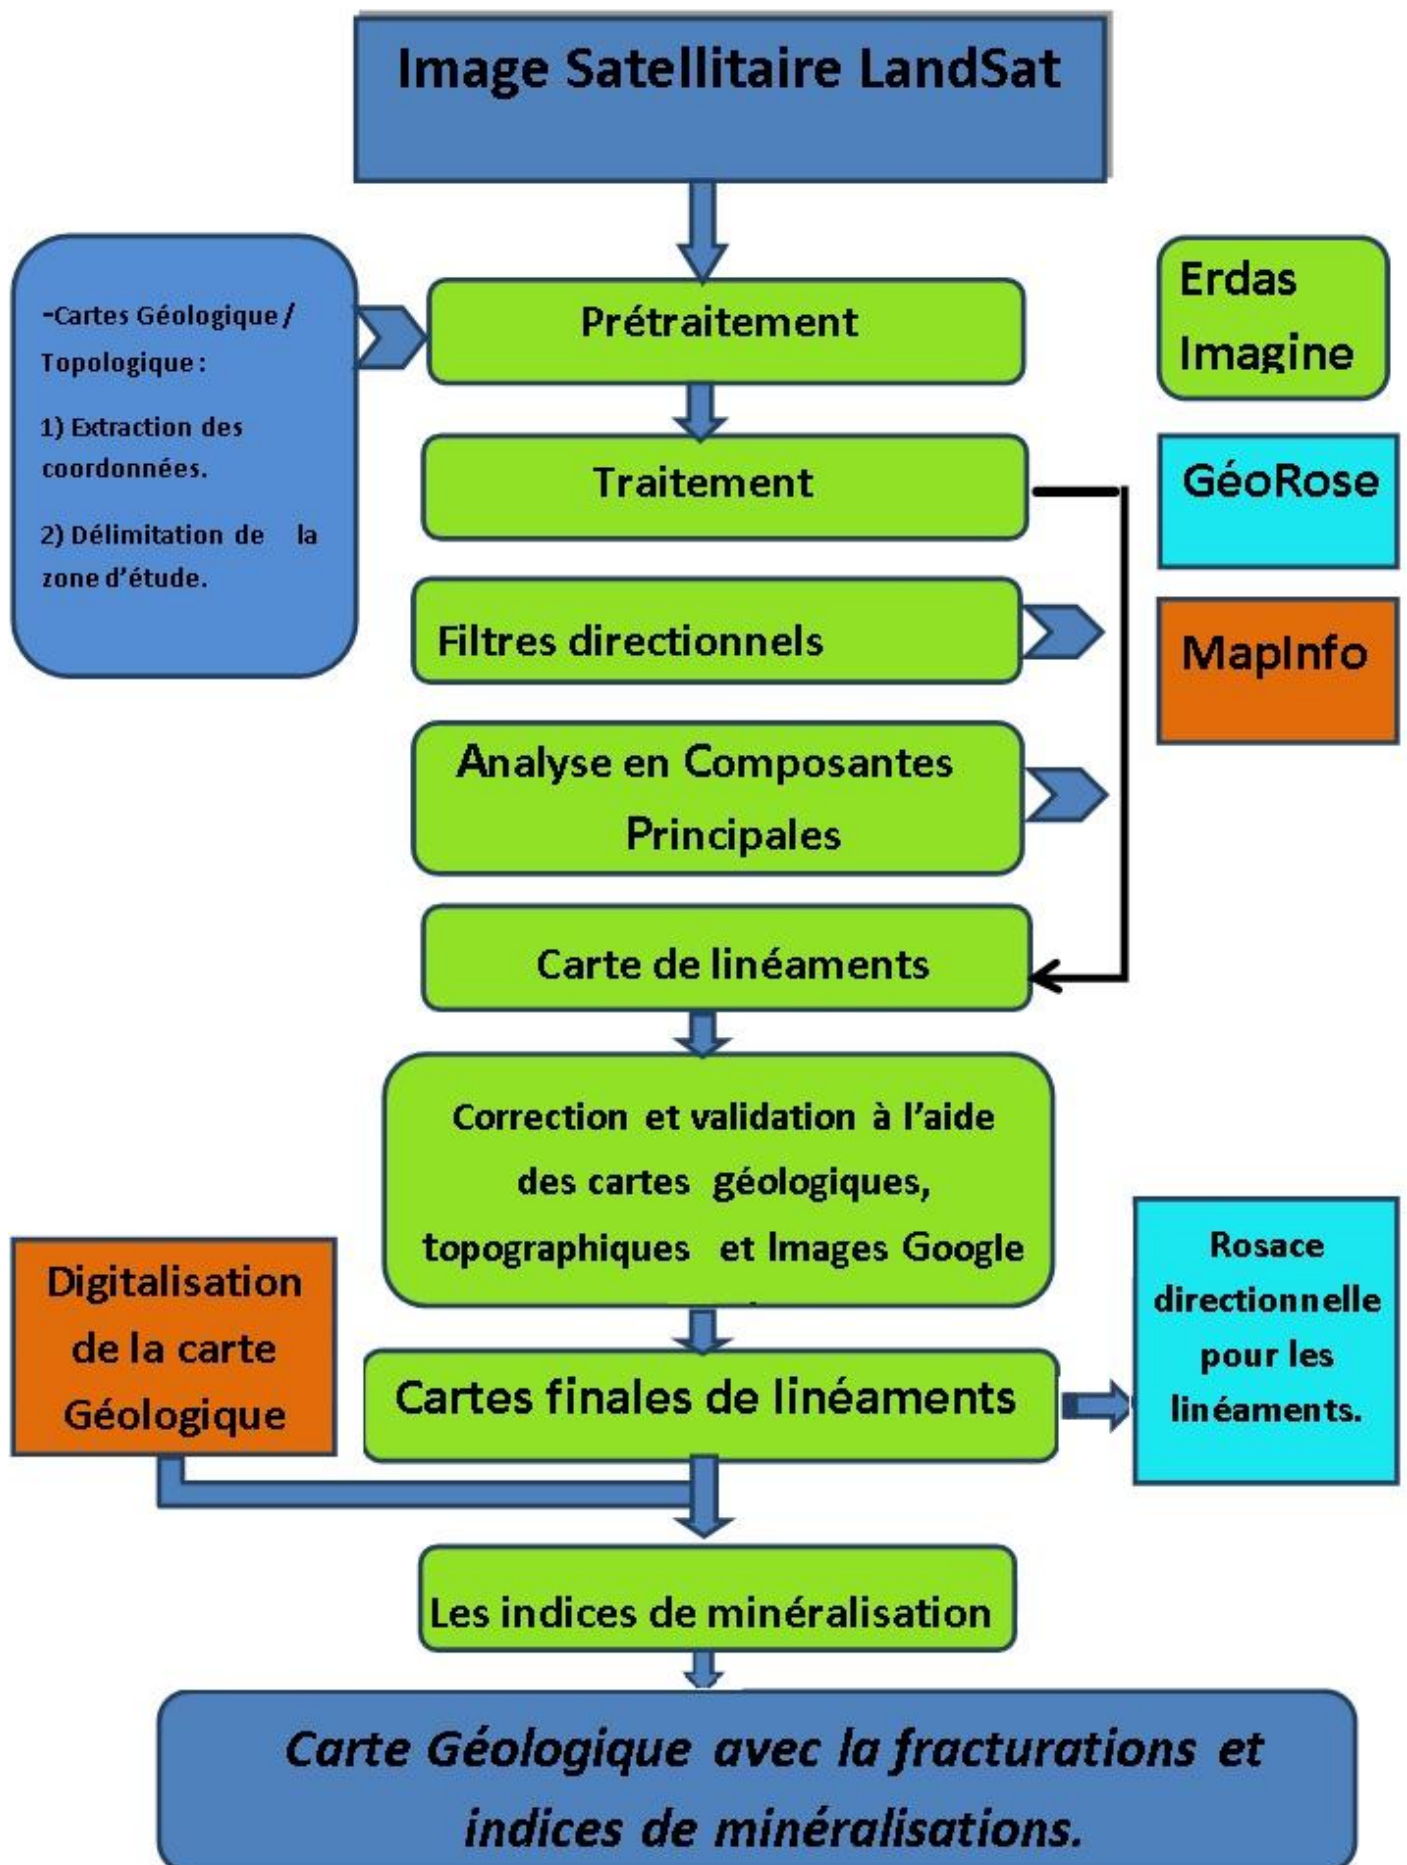 Image Satellitaire LandSat
-Cartes Géologique /
Topologique :
1) Extraction des
coordonnées.
2) Délimitation de la
zone d'étude.
Prétraitement
Traitement
Filtres directionnels
Analyse en Composantes
Principales
Carte de linéaments
Erdas
Imagine
GéoRose
MapInfo
Correction et validation à l'aide
des cartes géologiques,
topographiques et Images Google
Digitalisation
de la carte
Géologique
Cartes finales de linéaments
Rosace
directionnelle
pour les
linéaments.
Les indices de minéralisation
Carte Géologique avec la fracturations et
indices de minéralisations.